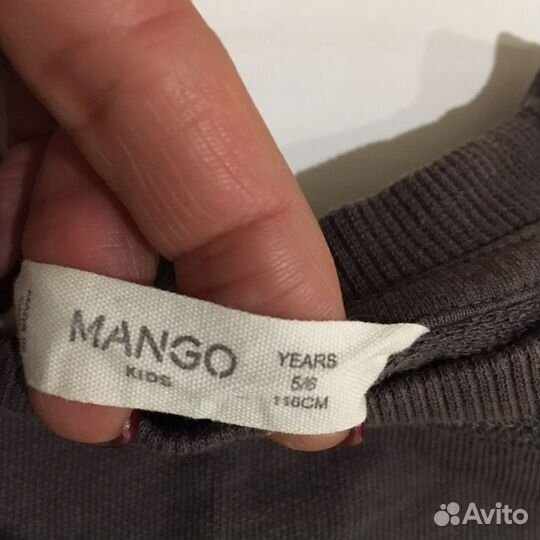 MANGO
KIDS
YEARS
5/6
116CM
Avito